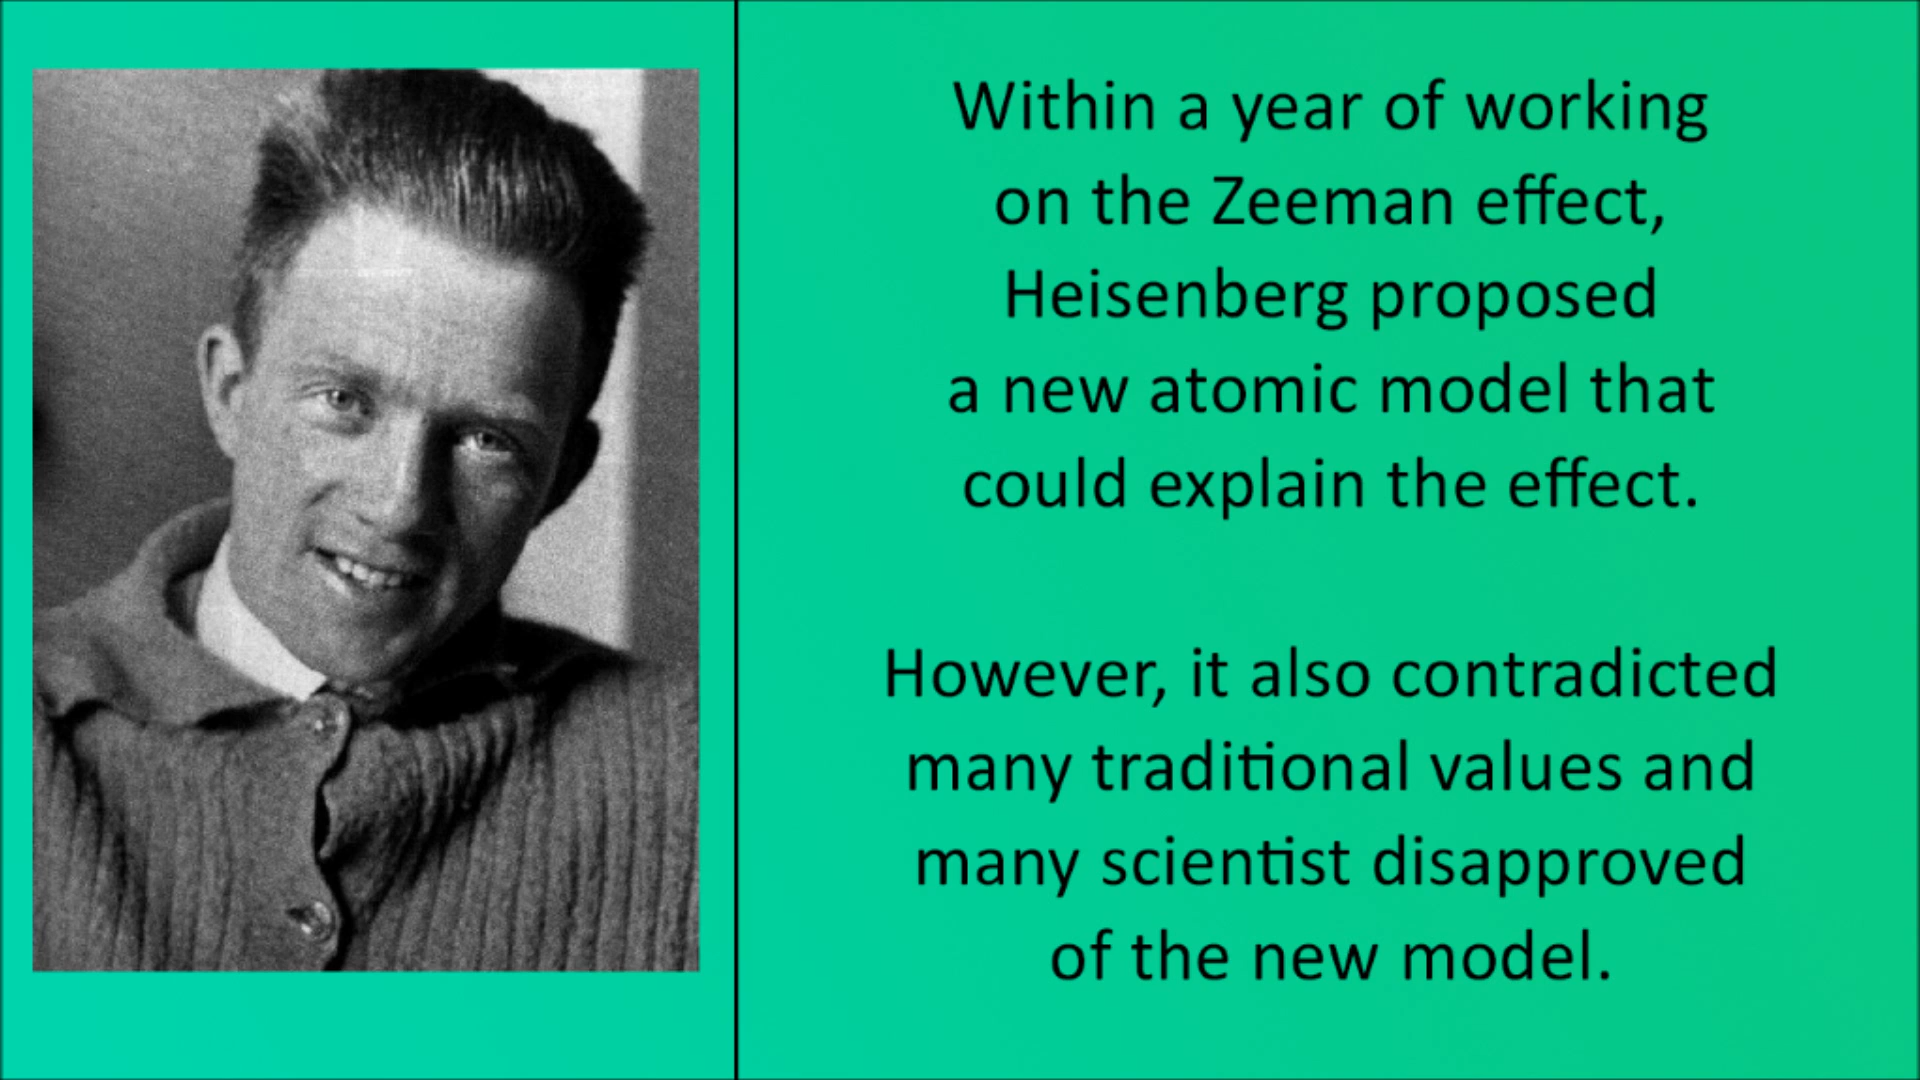 Within a year of working
on the Zeeman effect,
Heisenberg proposed
a new atomic model that
could explain the effect.
However, it also contradicted
many traditional values and
many scientist disapproved
of the new model.